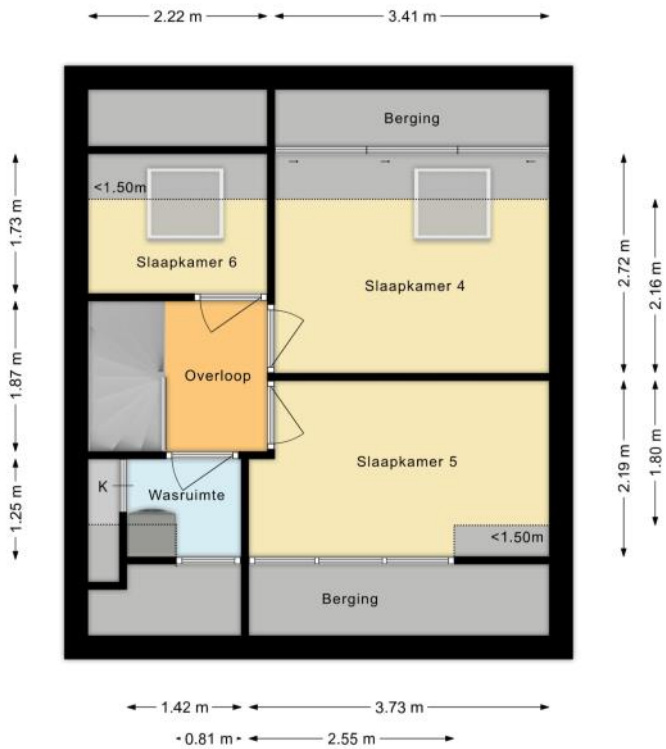 2.22 m
3.41 m
Berging
<1.50m
Slaapkamer 6
Slaapkamer 4
1.73 m
2.72 m
2.16 m
Overloop
1.87 m
Slaapkamer 5
K
Wasruimte
1.25 m
2.19 m
1.80 m
<1.50m
Berging
1.42 m
3.73 m
0.81 m
2.55 m